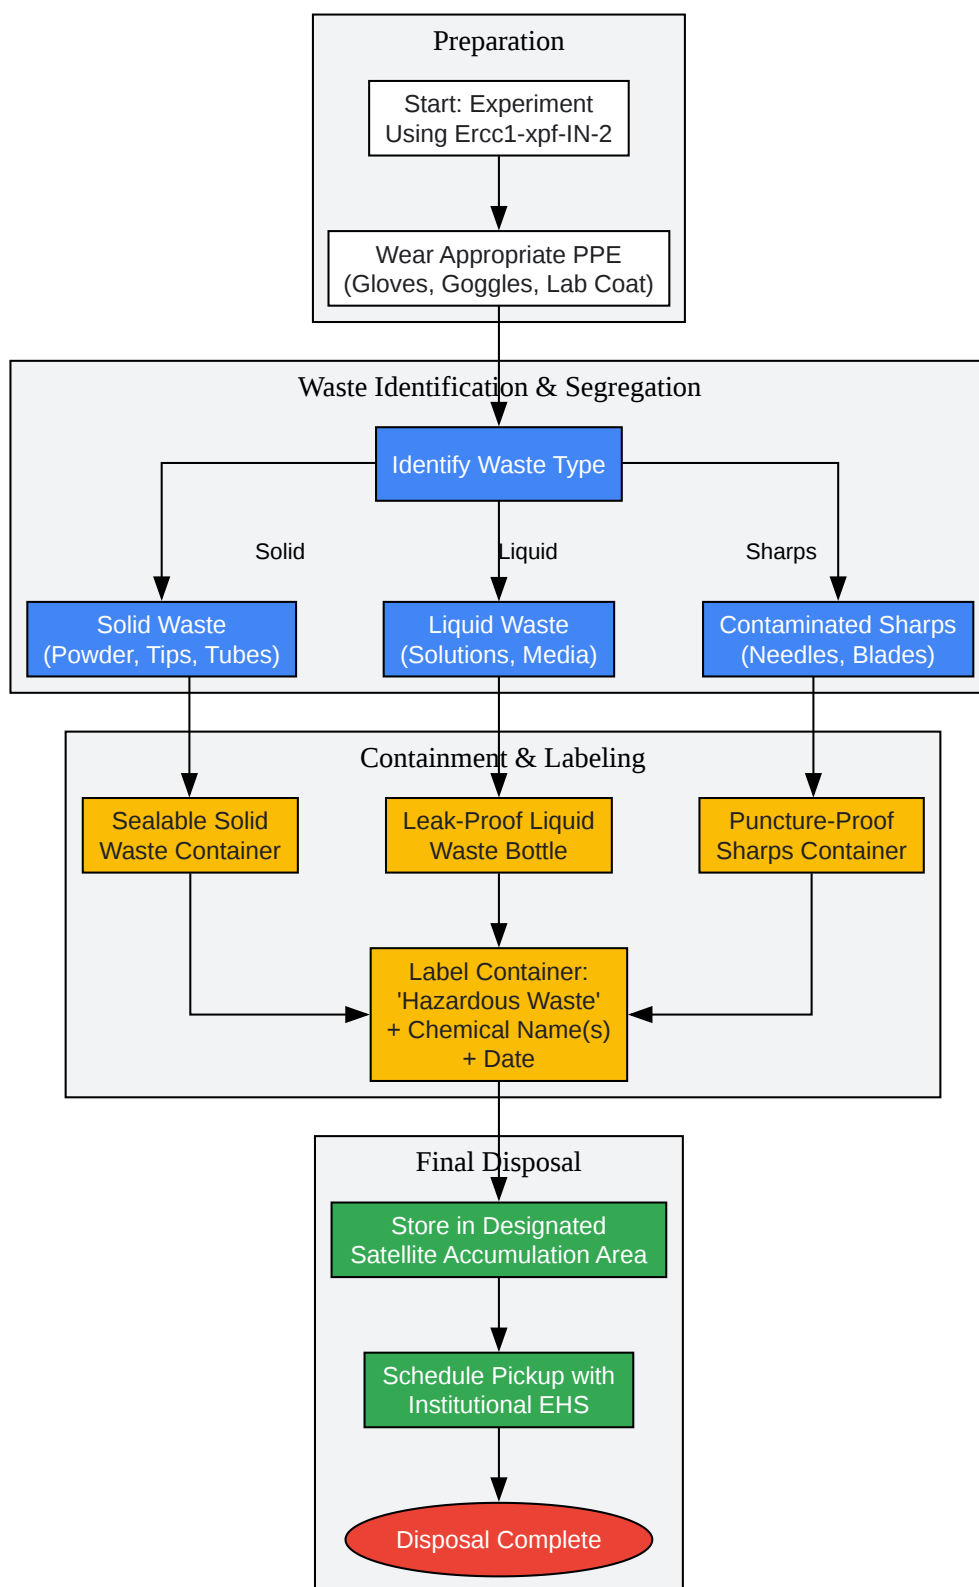 Preparation
Start: Experiment
Using Ercc1-xpf-IN-2
Wear Appropriate PPE
(Gloves, Goggles, Lab Coat)
Waste Identification & Segregation
Identify Waste Type
Solid
Liquid
Sharps
Solid Waste
(Powder, Tips, Tubes)
Liquid Waste
(Solutions, Media)
Contaminated Sharps
(Needles, Blades)
Containment & Labeling
Sealable Solid
Waste Container
Leak-Proof Liquid
Waste Bottle
Puncture-Proof
Sharps Container
Label Container:
'Hazardous Waste'
+ Chemical Name(s)
+ Date
Final Disposal
Store in Designated
Satellite Accumulation Area
Schedule Pickup with
Institutional EHS
Disposal Complete